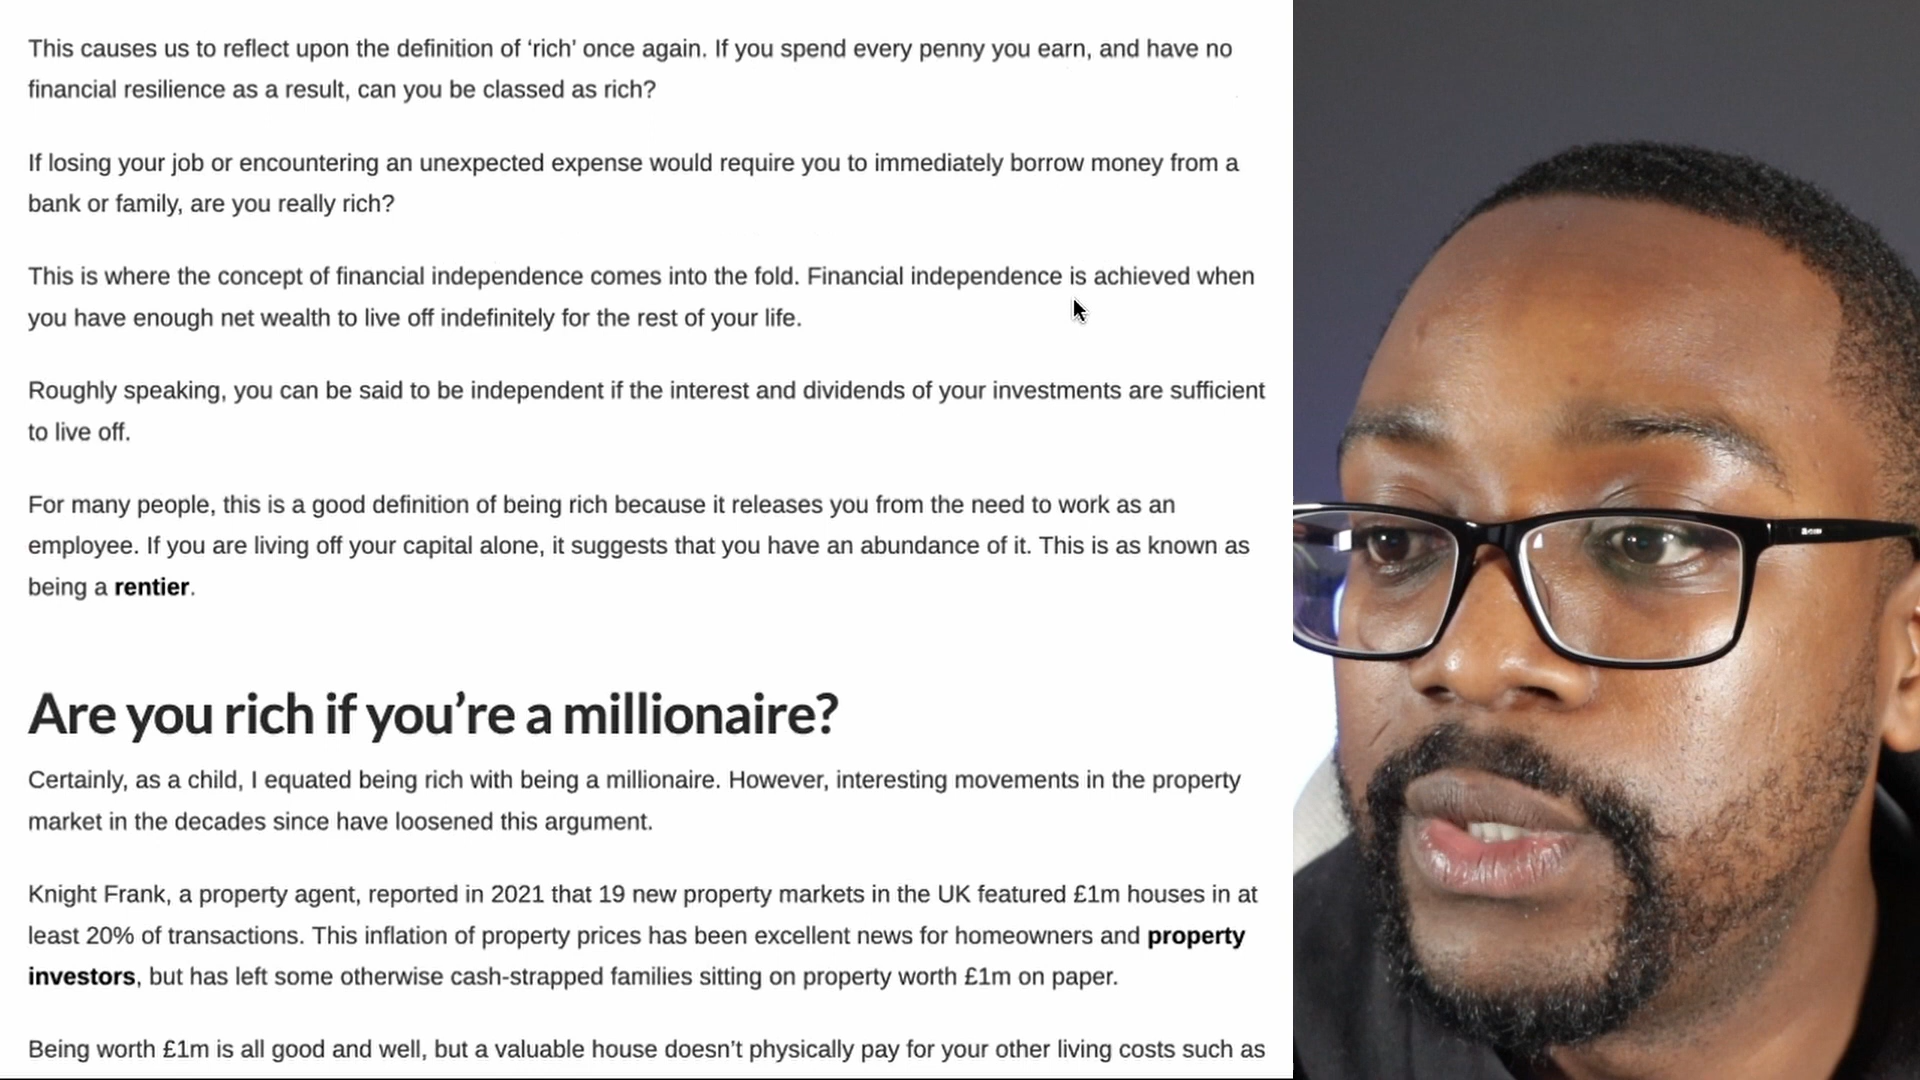 This causes us to reflect upon the definition of ‘rich’ once again. If you spend every penny you earn, and have no
financial resilience as a result, can you be classed as rich?
If losing your job or encountering an unexpected expense would require you to immediately borrow money from a
bank or family, are you really rich?
This is where the concept of financial independence comes into the fold. Financial independence is achieved when
you have enough net wealth to live off indefinitely for the rest of your life.
Roughly speaking, you can be said to be independent if the interest and dividends of your investments are sufficient
to live off.
For many people, this is a good definition of being rich because it releases you from the need to work as an
employee. If you are living off your capital alone, it suggests that you have an abundance of it. This is as known as
being a rentier.
Are you rich if you’re a millionaire?
Certainly, as a child, I equated being rich with being a millionaire. However, interesting movements in the property
market in the decades since have loosened this argument.
Knight Frank, a property agent, reported in 2021 that 19 new property markets in the UK featured £1m houses in at
least 20% of transactions. This inflation of property prices has been excellent news for homeowners and property
investors, but has left some otherwise cash-strapped families sitting on property worth £1m on paper.
Being worth £1m is all good and well, but a valuable house doesn’t physically pay for your other living costs such as